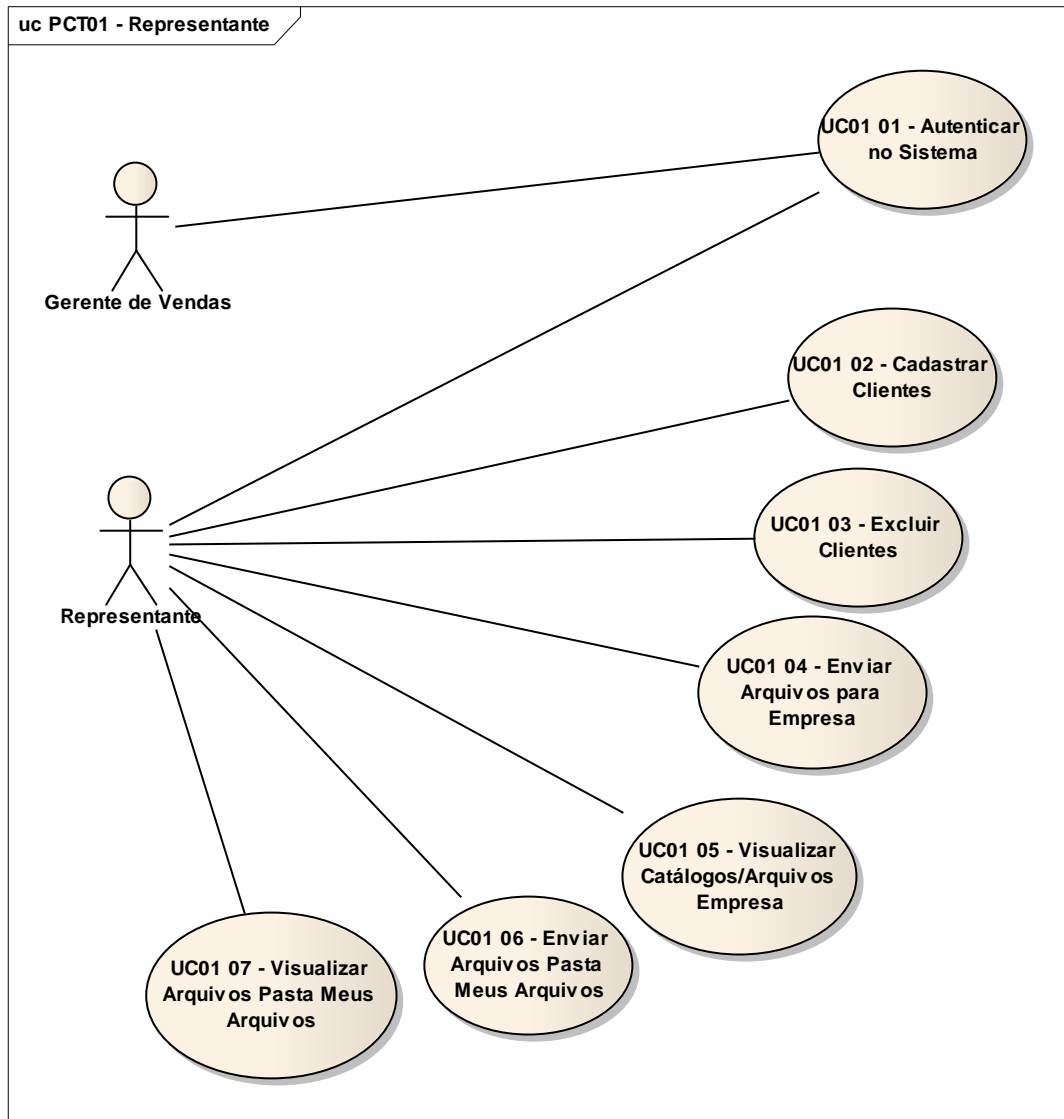 uc PCT01 - Representante
UC01 01 - Autenticar
no Sistema
Gerente de Vendas
UC01 02 - Cadastrar
Clientes
UC01 03 - Excluir
Clientes
Representante
UC01 04 - Enviar
Arquivos para
Empresa
UC01 05 - Visualizar
Catálogos/Arquivos
Empresa
UC01 06 - Enviar
Arquivos Pasta
Meus Arquivos
UC01 07 - Visualizar
Arquivos Pasta Meus
Arquivos